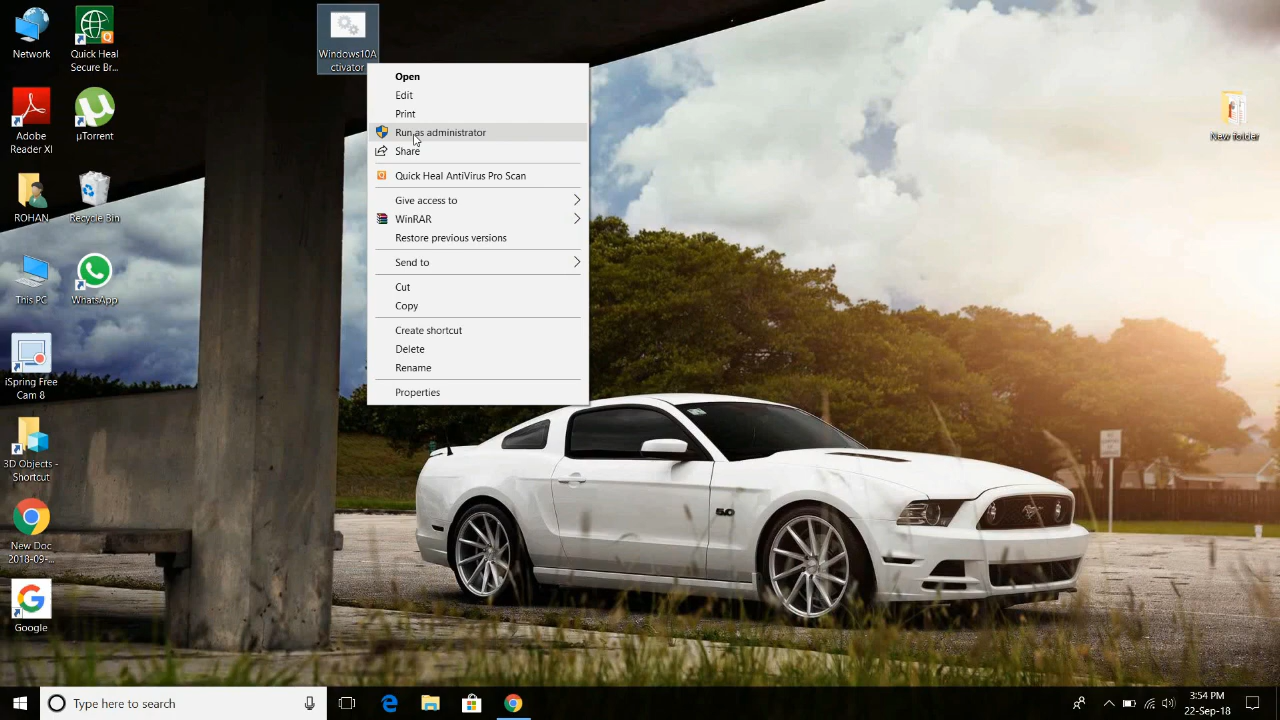 Network
Quick Heal
Secure Br...
Windows10A
ctivator
Adobe
Reader XI
µTorrent
ROHAN
Recycle Bin
This PC
WhatsApp
iSpring Free
Cam 8
3D Objects -
Shortcut
New Doc
2018-09-...
Google
New folder
Open
Edit
Print
Run as administrator
Share
Quick Heal AntiVirus Pro Scan
Give access to
WinRAR
Restore previous versions
Send to
Cut
Copy
Create shortcut
Delete
Rename
Properties
5.0
Type here to search
3:54 PM
22-Sep-18